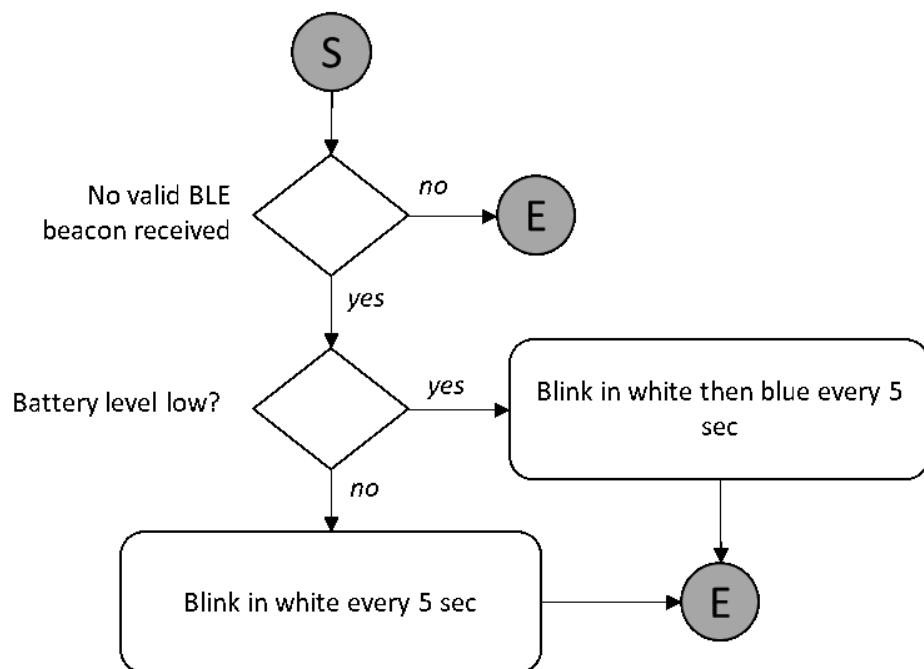 S
No valid BLE
beacon received
no
E
yes
Battery level low?
yes
Blink in white then blue every 5
sec
no
Blink in white every 5 sec
E